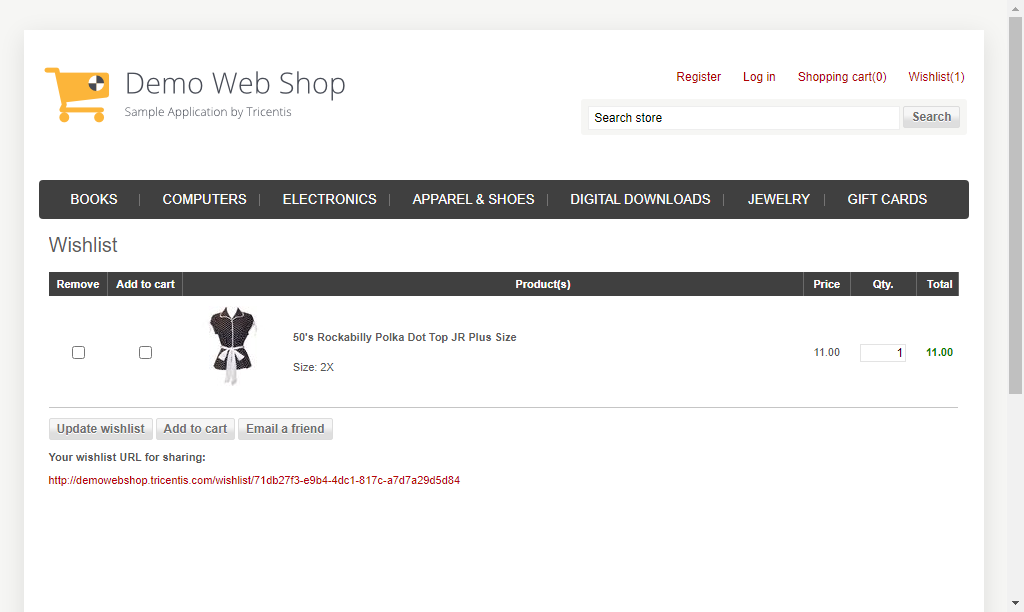 Demo Web Shop
Sample Application by Tricentis
Register Log in Shopping cart(0) Wishlist(1)
Search store Search
BOOKS COMPUTERS ELECTRONICS APPAREL & SHOES DIGITAL DOWNLOADS JEWELRY GIFT CARDS
Wishlist
Remove Add to cart Product(s) Price Qty. Total
50's Rockabilly Polka Dot Top JR Plus Size
Size: 2X
11.00 1 11.00
Update wishlist Add to cart Email a friend
Your wishlist URL for sharing:
http://demowebshop.tricentis.com/wishlist/71db27f3-e9b4-4dc1-817c-a7d7a29d5d84